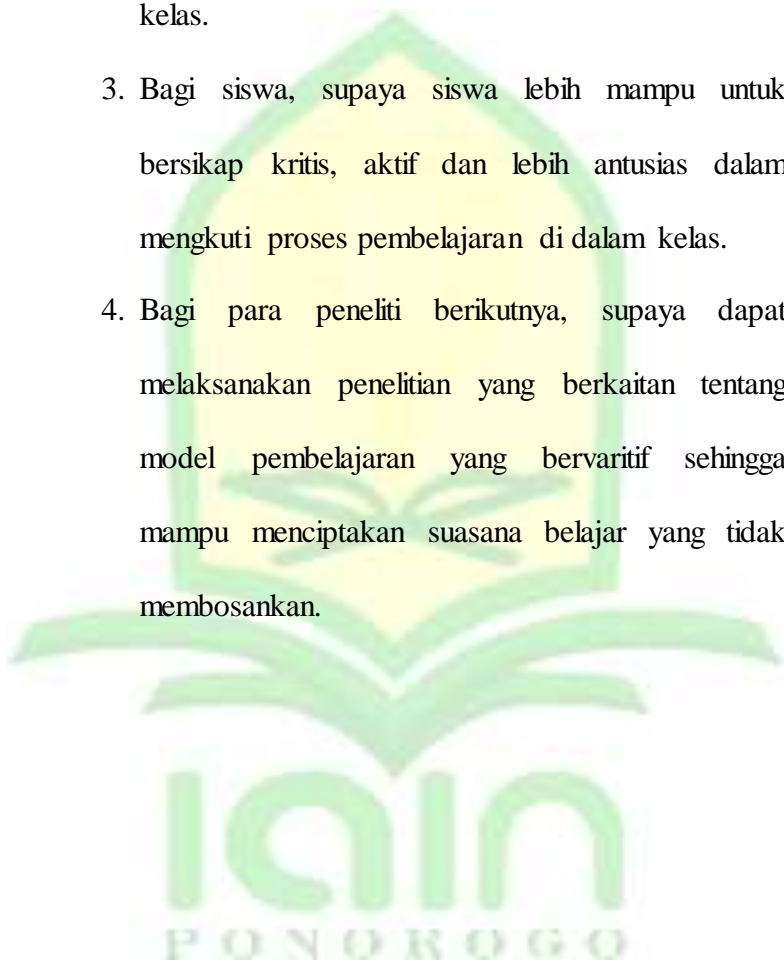 kelas.
3. Bagi siswa, supaya siswa lebih mampu untuk
bersikap kritis, aktif dan lebih antusias dalam
mengkuti proses pembelajaran di dalam kelas.
4. Bagi para peneliti berikutnya, supaya dapat
melaksanakan penelitian yang berkaitan tentang
model pembelajaran yang bervaritif sehingga
mampu menciptakan suasana belajar yang tidak
membosankan.
iain
PONOROGO